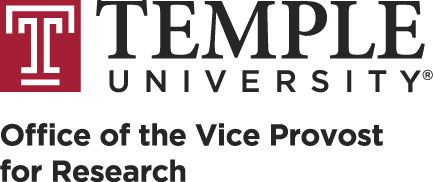 TEMPLE
UNIVERSITY®
Office of the Vice Provost
for Research